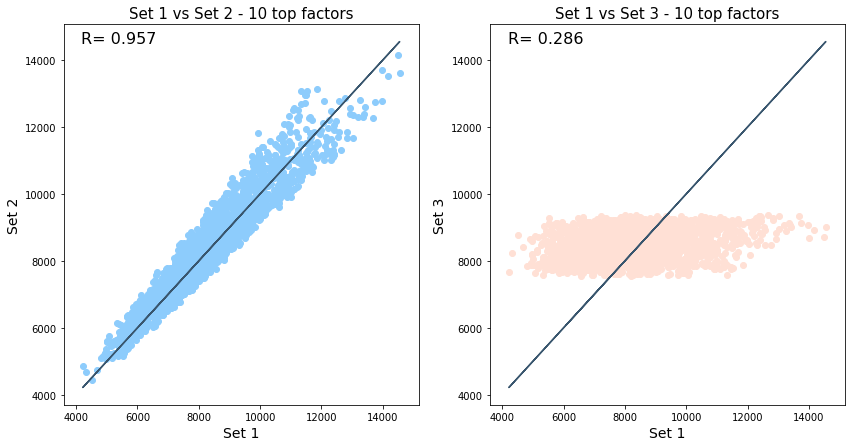 Set 1 vs Set 2 - 10 top factors
R= 0.957
14000
12000
10000
8000
6000
4000
Set 2
4000 6000 8000 10000 12000 14000
Set 1
Set 1 vs Set 3 - 10 top factors
R= 0.286
14000
12000
10000
8000
6000
4000
Set 3
4000 6000 8000 10000 12000 14000
Set 1